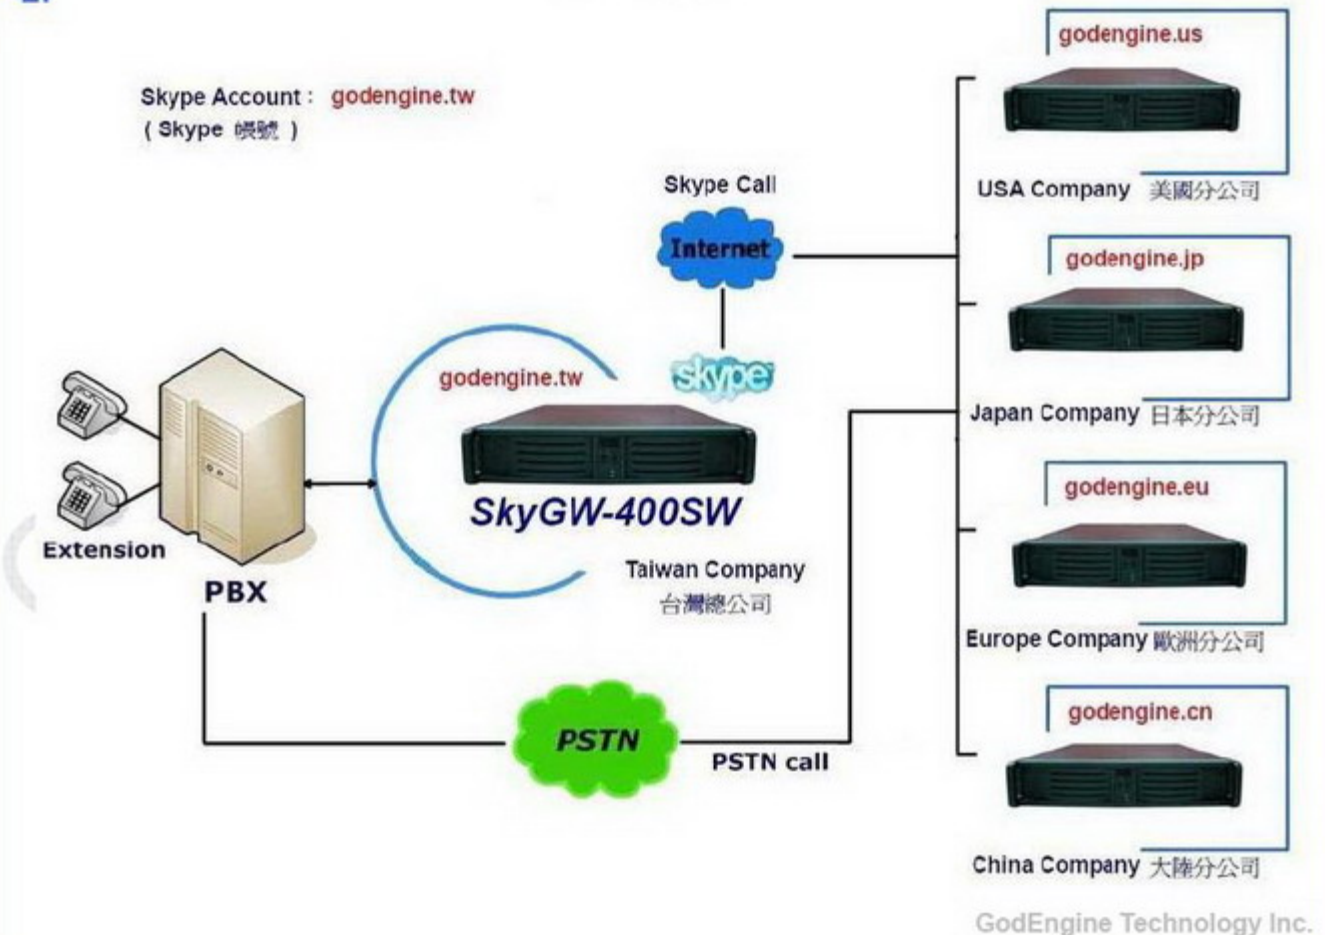 Skype Account : godengine.tw
( Skype 帳號 )
Skype Call
Internet
skype
godengine.tw
SkyGW-400SW
Taiwan Company
台灣總公司
Extension
PBX
PSTN
PSTN call
godengine.us
USA Company 美國分公司
godengine.jp
Japan Company 日本分公司
godengine.eu
Europe Company 歐洲分公司
godengine.cn
China Company 大陸分公司
GodEngine Technology Inc.